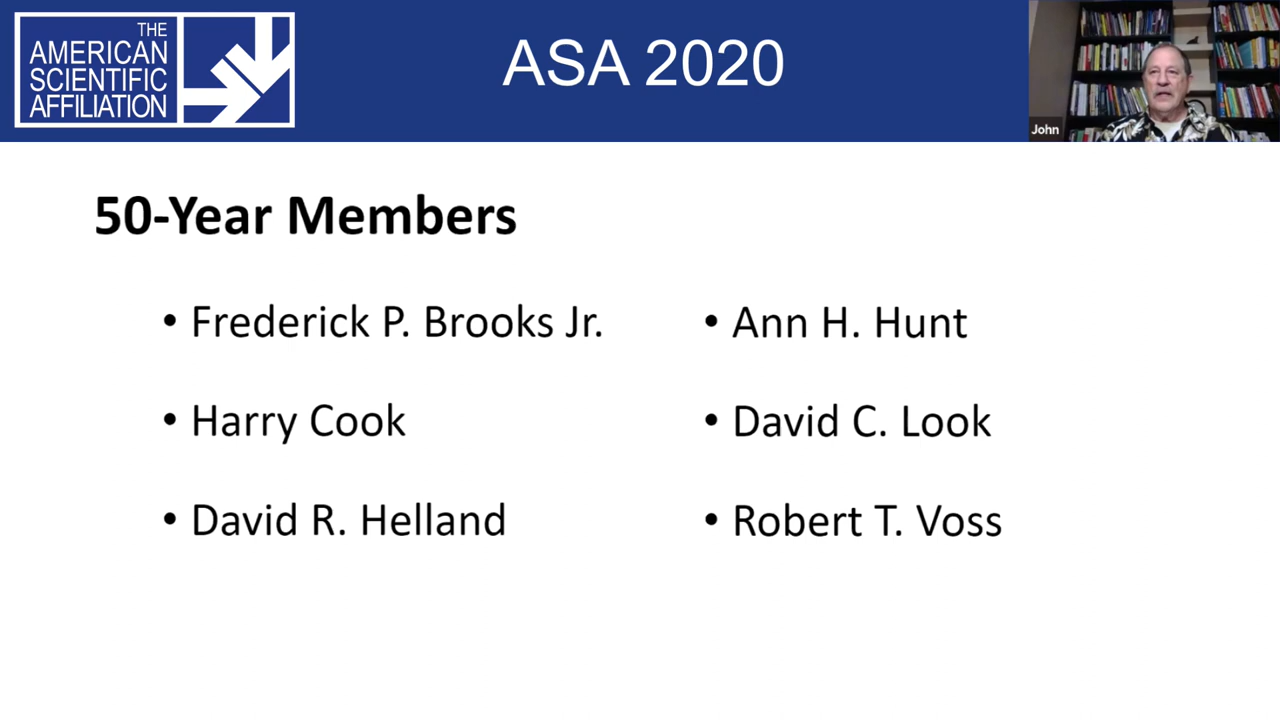 THE
AMERICAN
SCIENTIFIC
AFFILIATION
ASA 2020
John
50-Year Members
• Frederick P. Brooks Jr.
• Harry Cook
• David R. Helland
• Ann H. Hunt
• David C. Look
• Robert T. Voss